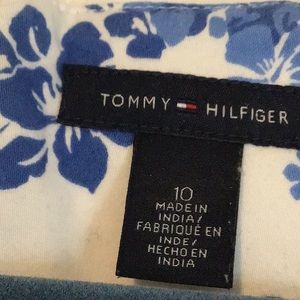 TOMMY HILFIGER
10
MADE IN
INDIA/
FABRIQUÉ EN
INDE/
HECHO EN
INDIA